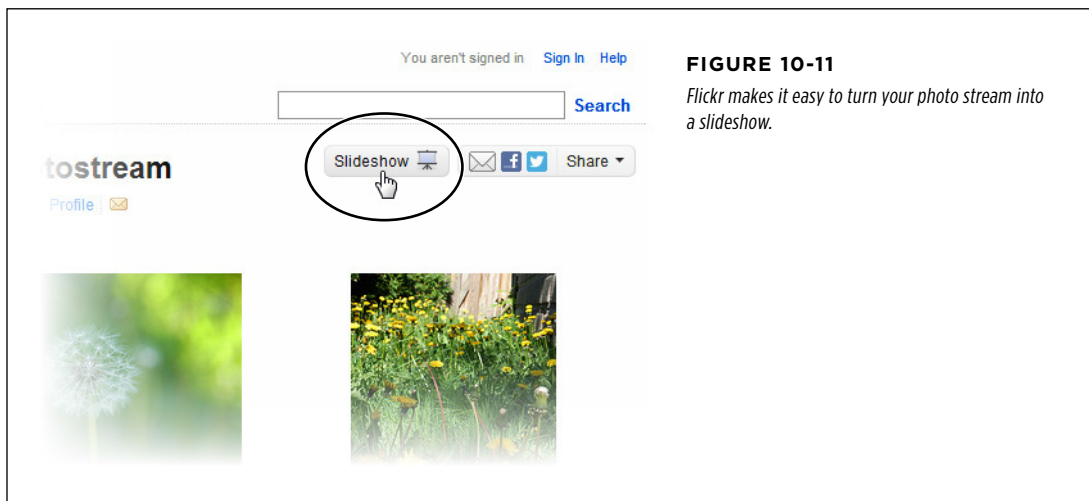 You aren't signed in Sign In Help
Search
tostream
Slideshow
Share
Profile
FIGURE 10-11
Flickr makes it easy to turn your photo stream into
a slideshow.